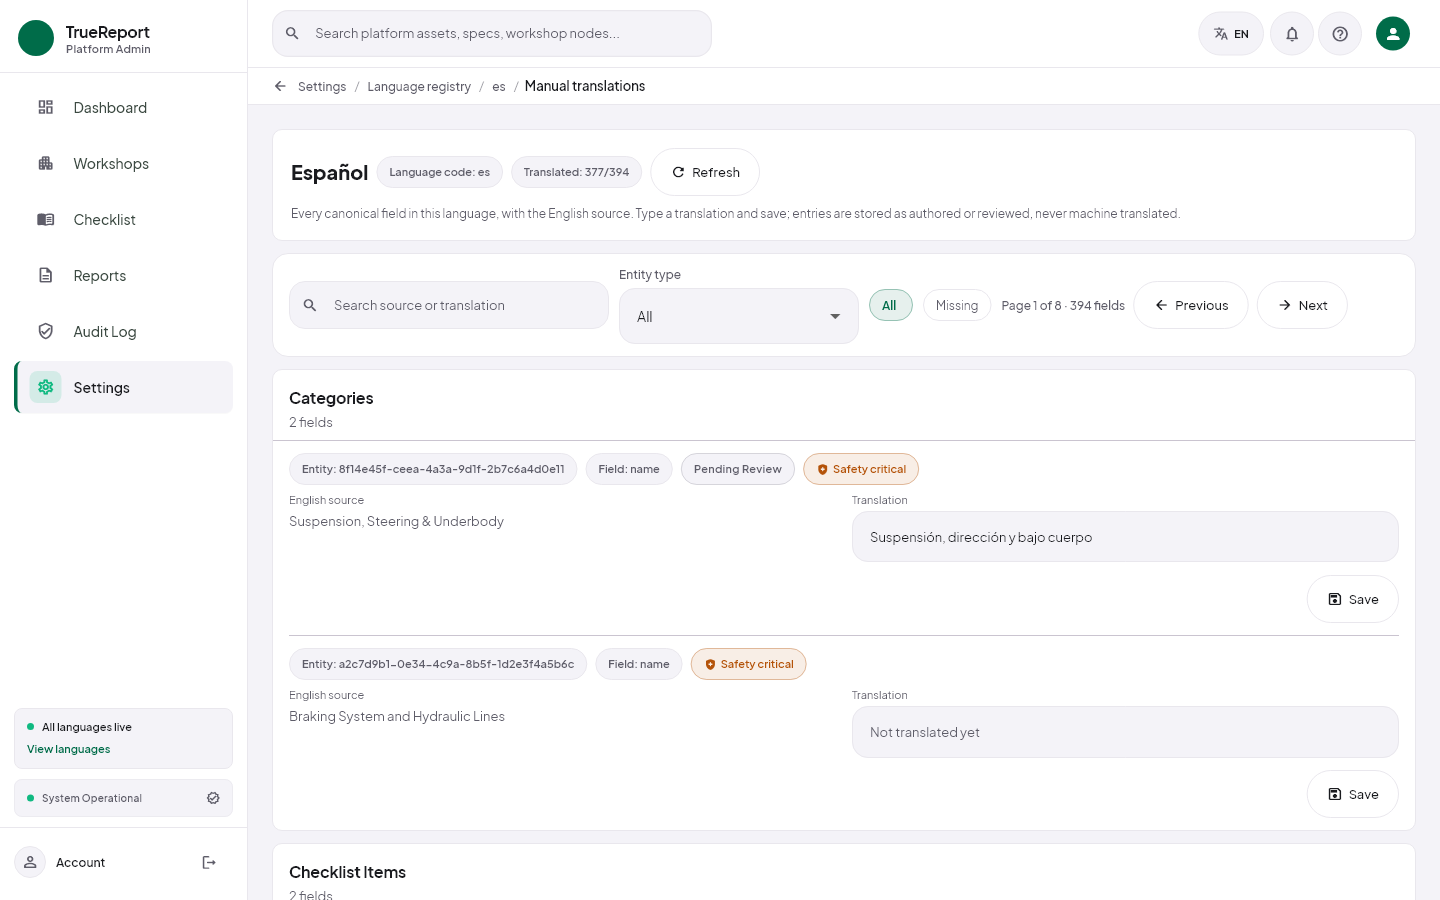 TrueReport
Platform Admin
Dashboard
Workshops
Checklist
Reports
Audit Log
Settings
All languages live
View languages
System Operational
Account
Search platform assets, specs, workshop nodes...
EN
Settings / Language registry / es / Manual translations
Español
Language code: es
Translated: 377/394
Refresh
Every canonical field in this language, with the English source. Type a translation and save; entries are stored as authored or reviewed, never machine translated.
Search source or translation
Entity type
All
All
Missing
Page 1 of 8 · 394 fields
Previous
Next
Categories
2 fields
Entity: 8f14e45f-ceea-4a3a-9d1f-2b7c6a4d0e11
Field: name
Pending Review
Safety critical
English source
Suspension, Steering & Underbody
Translation
Suspensión, dirección y bajo cuerpo
Save
Entity: a2c7d9b1-0e34-4c9a-8b5f-1d2e3f4a5b6c
Field: name
Safety critical
English source
Braking System and Hydraulic Lines
Translation
Not translated yet
Save
Checklist Items
2 fields